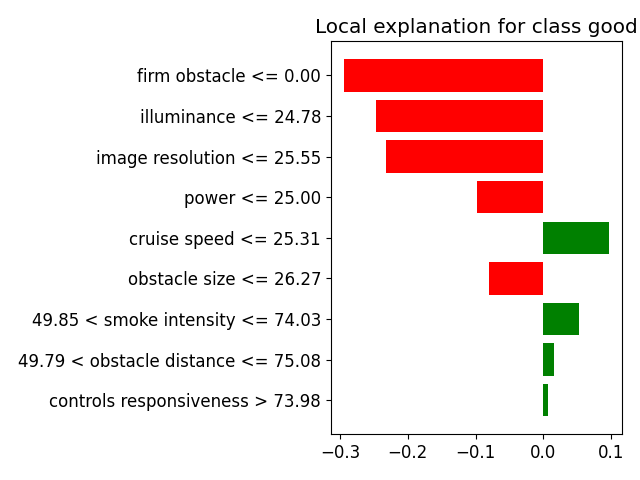 Local explanation for class good
firm obstacle <= 0.00
illuminance <= 24.78
image resolution <= 25.55
power <= 25.00
cruise speed <= 25.31
obstacle size <= 26.27
49.85 < smoke intensity <= 74.03
49.79 < obstacle distance <= 75.08
controls responsiveness > 73.98
−0.3 −0.2 −0.1 0.0 0.1